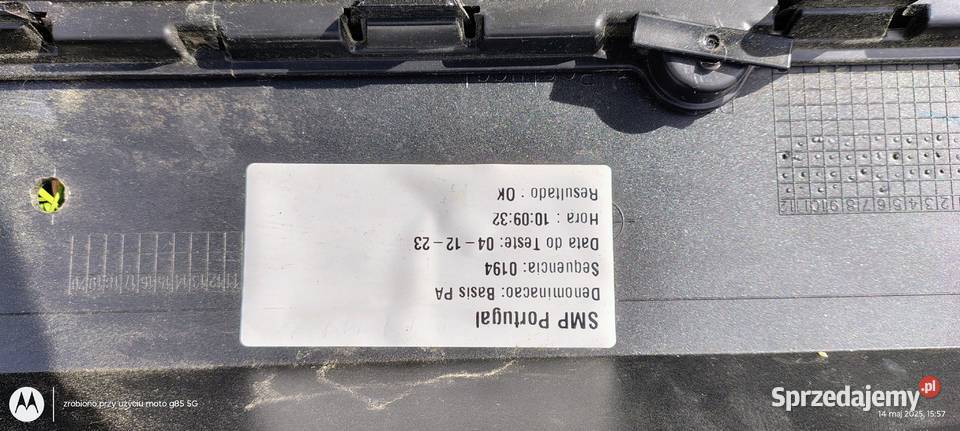 SMP Portugal
Denominacao: Basis PA
Sequencia: 0194
Data do Teste: 04-12-23
Hora : 10:09:32
Resultado : OK
zrobiono przy użyciu moto g85 5G
Sprzedajemy.pl
14 maj 2025, 15:57